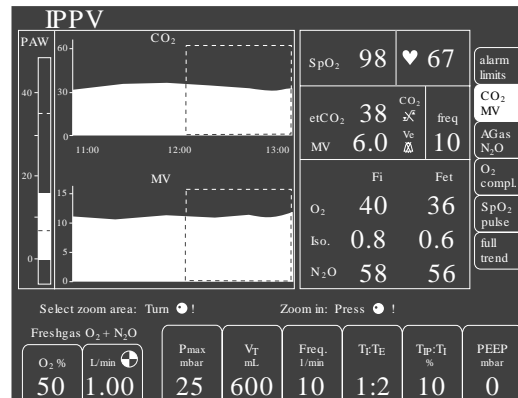 IPPV
PAW
CO₂
60
30
0
11:00 12:00 13:00
40
20
0
MV
15
10
5
0
SpO₂ 98 ♥ 67
etCO₂ 38 CO₂
MV 6.0 Ve
freq
10
Fi Fet
O₂ 40 36
Iso. 0.8 0.6
N₂O 58 56
alarm
limits
CO₂
MV
AGas
N₂O
O₂
compl.
SpO₂
pulse
full
trend
Select zoom area: Turn ! Zoom in: Press !
Freshgas O₂ + N₂O
O₂ % L/min
50 1.00
Pmax
mbar
25
VT
mL
600
Freq.
1/min
10
TI:TE
1:2
TIP:TI
%
10
PEEP
mbar
0